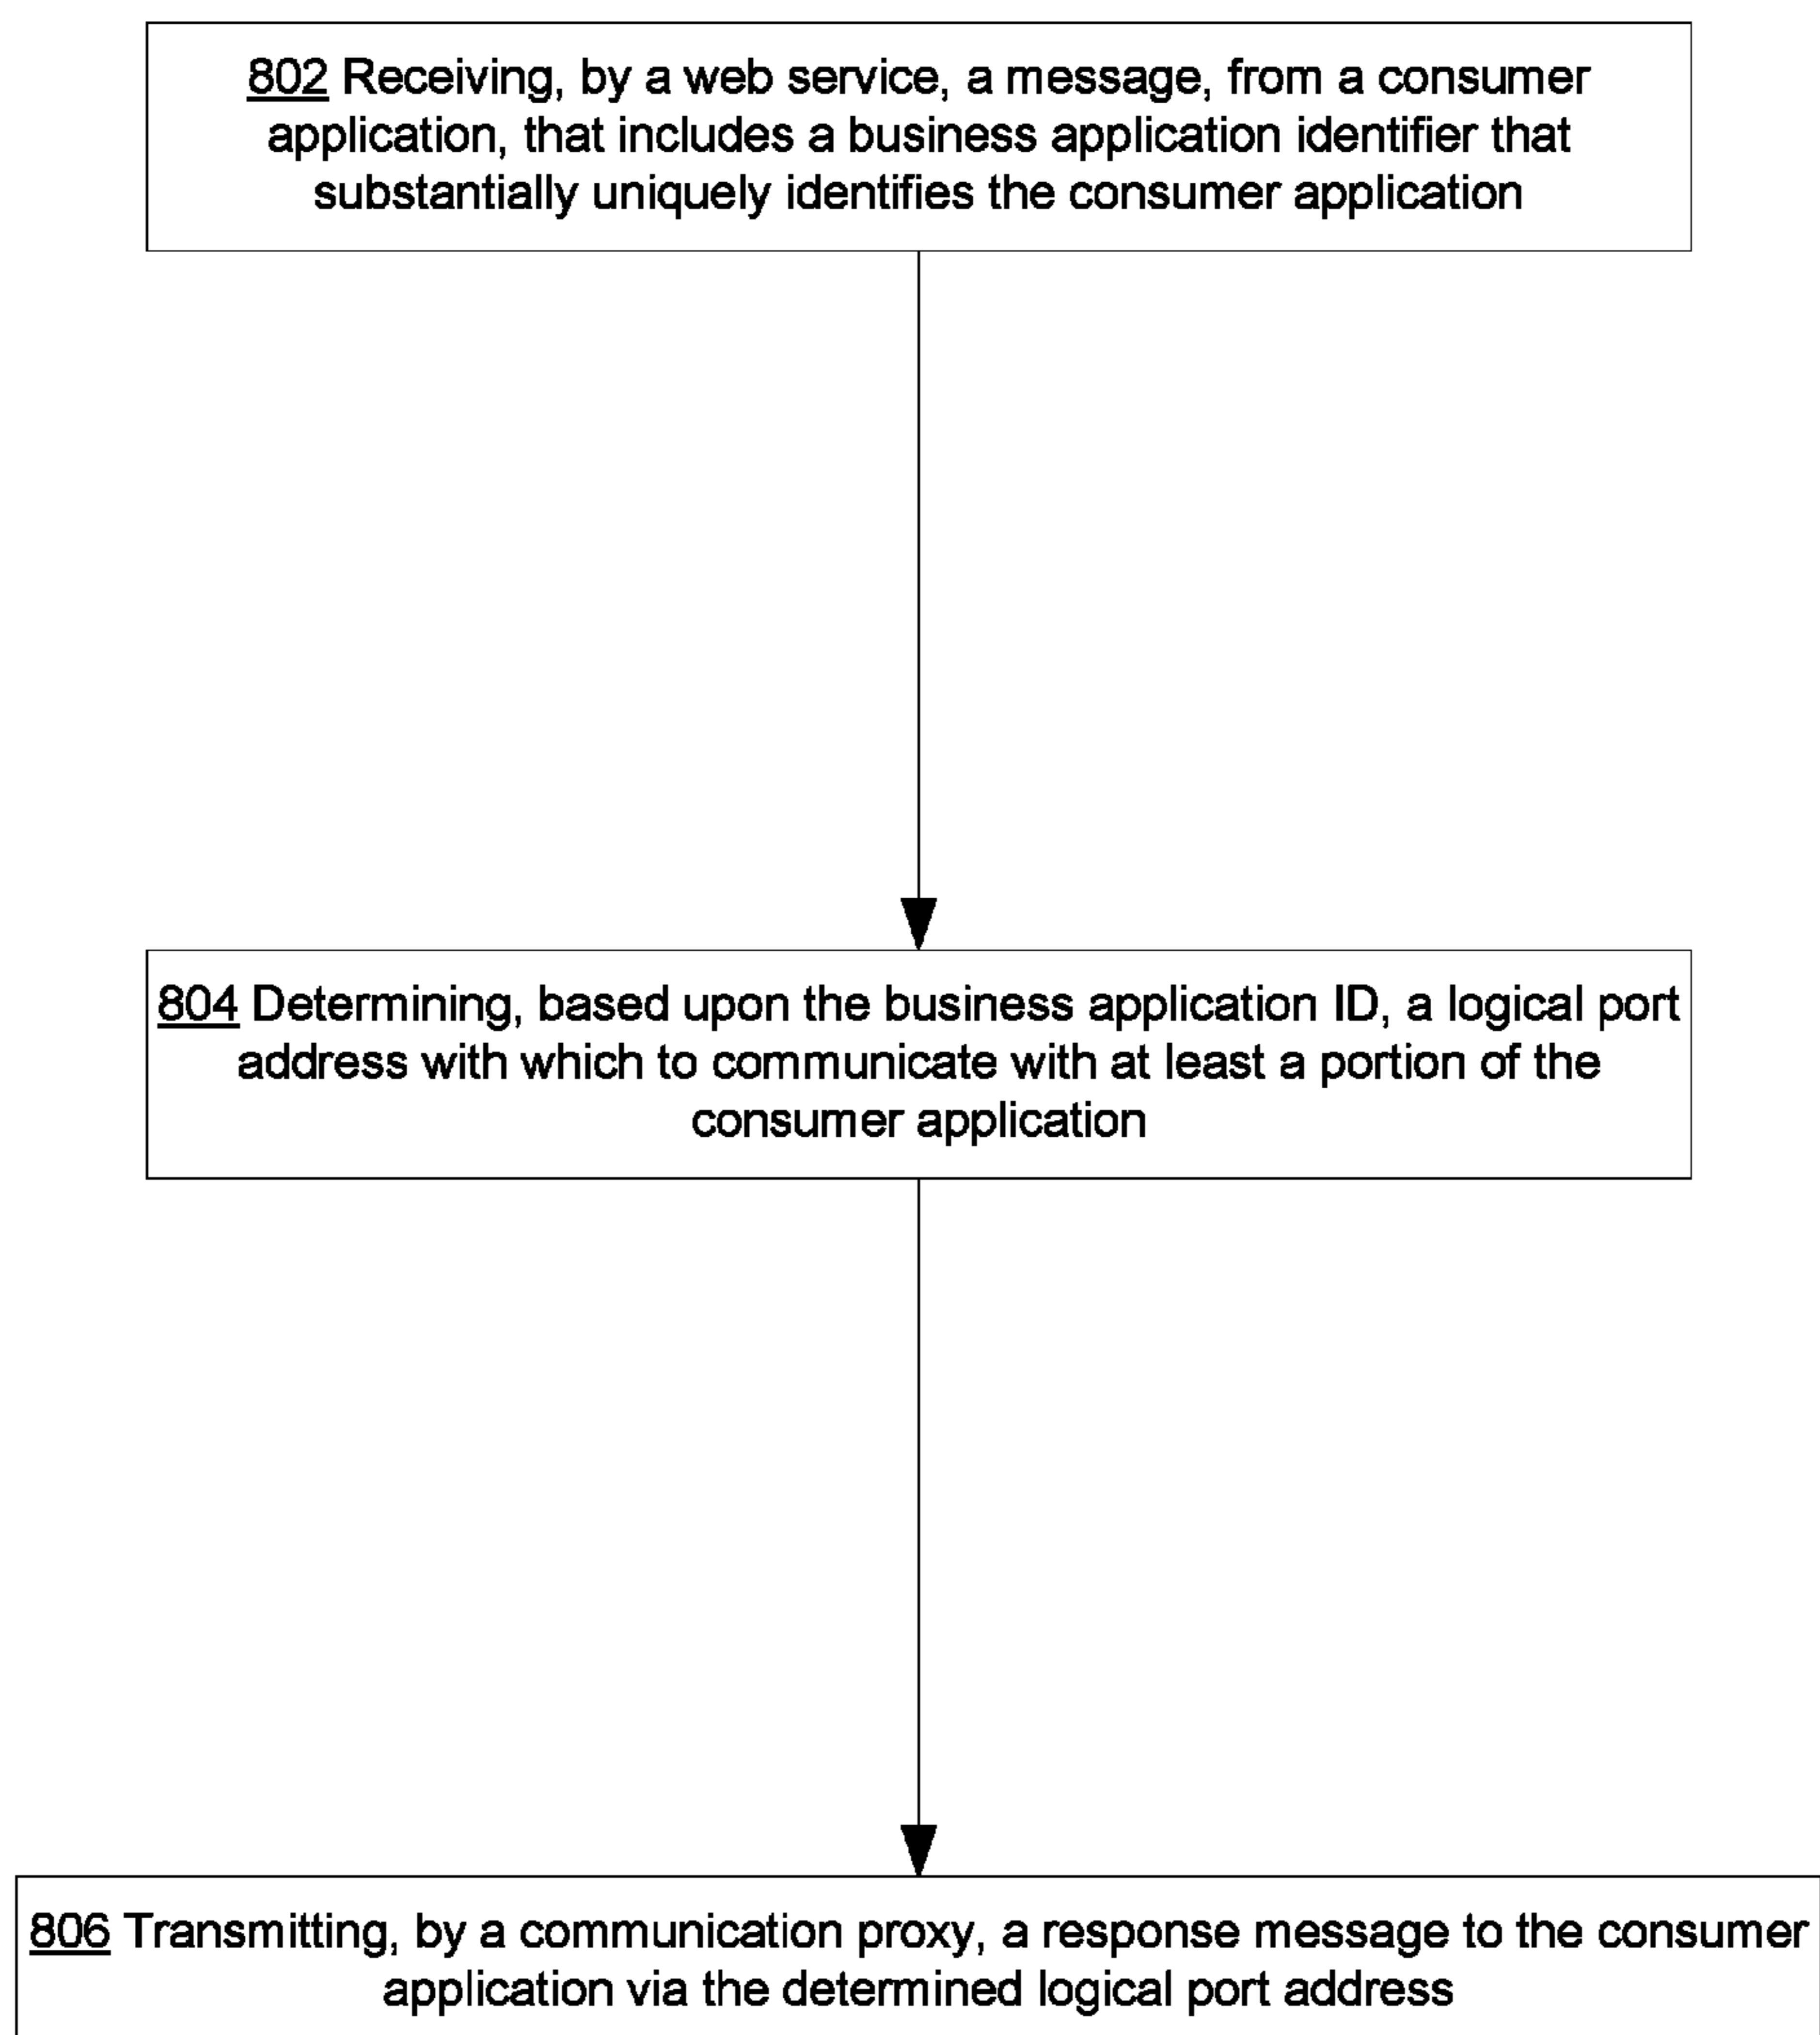 802 Receiving, by a web service, a message, from a consumer
application, that includes a business application identifier that
substantially uniquely identifies the consumer application
804 Determining, based upon the business application ID, a logical port
address with which to communicate with at least a portion of the
consumer application
806 Transmitting, by a communication proxy, a response message to the consumer
application via the determined logical port address